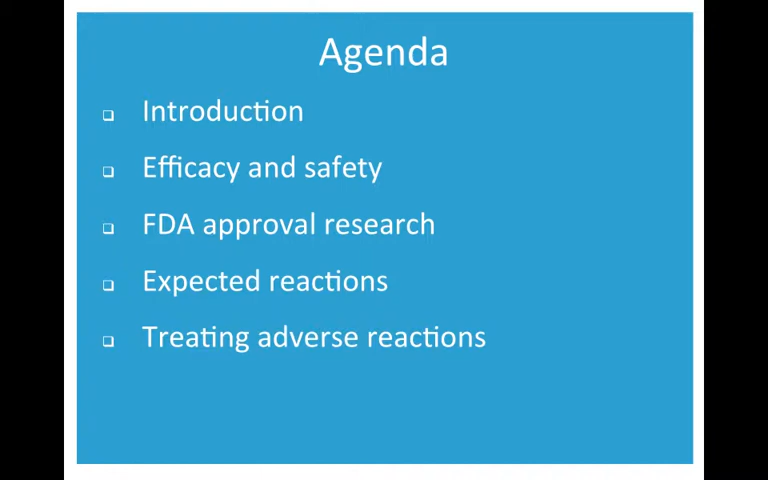 Agenda
❑ Introduction
❑ Efficacy and safety
❑ FDA approval research
❑ Expected reactions
❑ Treating adverse reactions